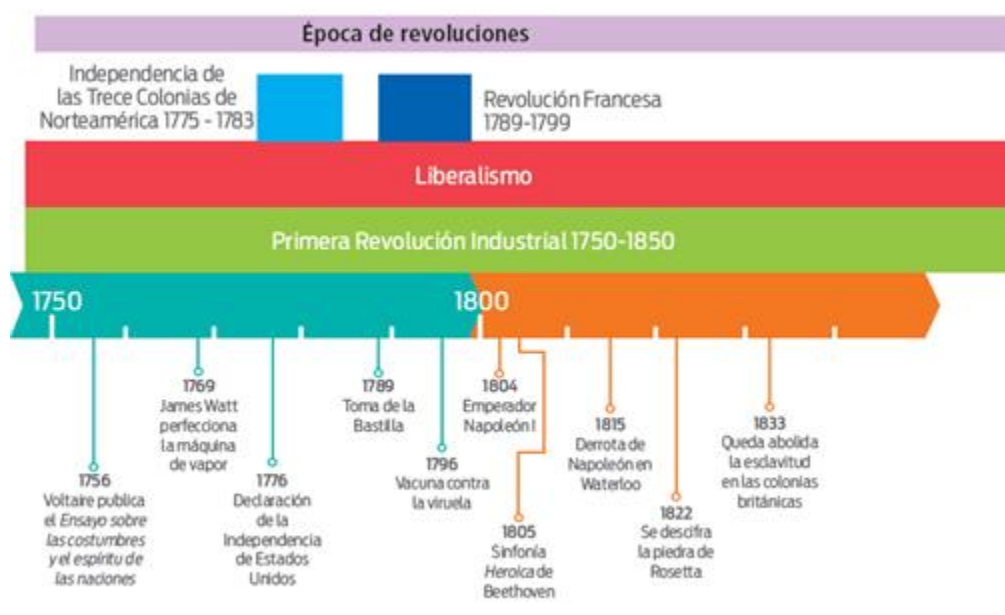 Época de revoluciones
Independencia de
las Trece Colonias de
Norteamérica 1775 - 1783
Revolución Francesa
1789-1799
Liberalismo
Primera Revolución Industrial 1750-1850
1750
1800
1756
Voltaire publica
el Ensayo sobre
las costumbres
y el espíritu de
las naciones
1769
James Watt
perfecciona
la máquina
de vapor
1776
Declaración
de la
Independencia
de Estados
Unidos
1789
Toma de la
Bastilla
1796
Vacuna contra
la viruela
1804
Emperador
Napoleón I
1805
Sinfonía
Heroica de
Beethoven
1815
Derrota de
Napoleón en
Waterloo
1822
Se descifra
la piedra de
Rosetta
1833
Queda abolida
la esclavitud
en las colonias
británicas